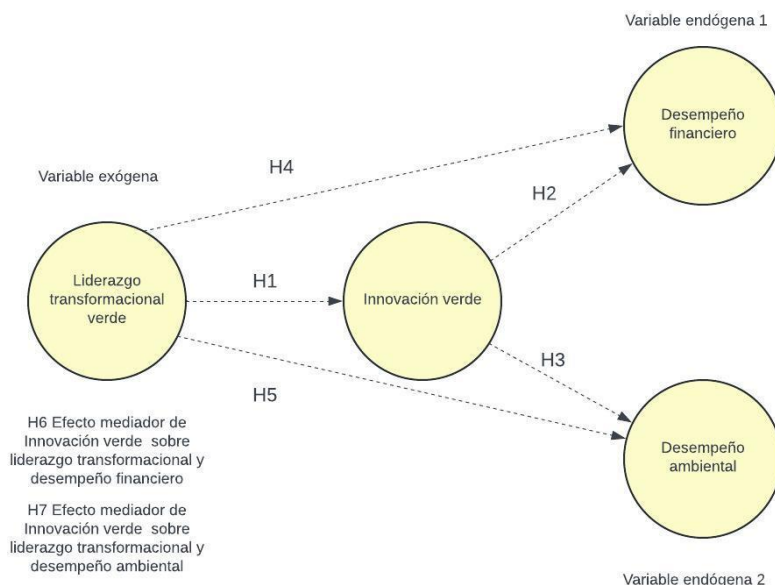 Variable endógena 1
Desempeño
financiero
H4
Variable exógena
H2
Liderazgo
transformacional
verde
H1
Innovación verde
H3
H5
H6 Efecto mediador de
Innovación verde sobre
liderazgo transformacional y
desempeño financiero
Desempeño
ambiental
H7 Efecto mediador de
Innovación verde sobre
liderazgo transformacional y
desempeño ambiental
Variable endógena 2